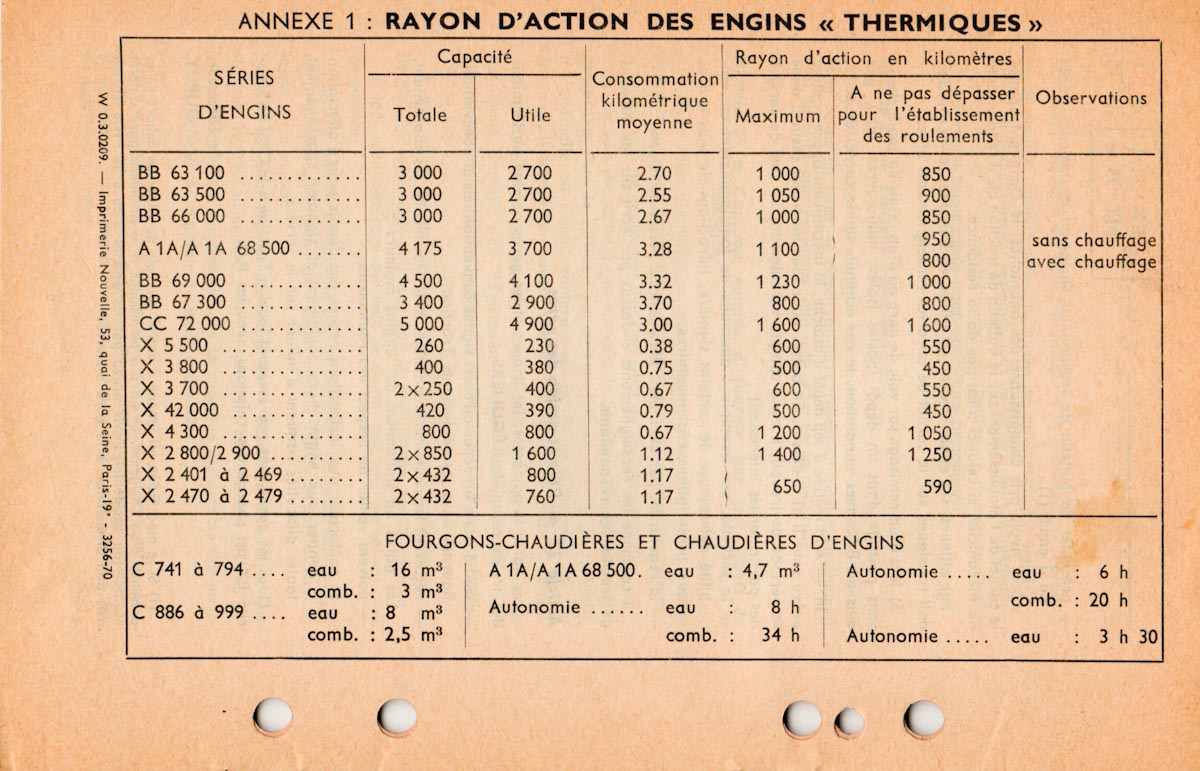 ANNEXE 1 : RAYON D'ACTION DES ENGINS « THERMIQUES »
SÉRIES D'ENGINS
Capacité
Totale
Utile
Consommation kilométrique moyenne
Rayon d'action en kilomètres
Maximum
A ne pas dépasser pour l'établissement des roulements
Observations
BB 63 100 .............. 3 000 2 700 2.70 1 000 850
BB 63 500 .............. 3 000 2 700 2.55 1 050 900
BB 66 000 .............. 3 000 2 700 2.67 1 000 850
A 1A/A 1A 68 500 ....... 4 175 3 700 3.28 1 100 950 sans chauffage
800 avec chauffage
BB 69 000 .............. 4 500 4 100 3.32 1 230 1 000
BB 67 300 .............. 3 400 2 900 3.70 800 800
CC 72 000 .............. 5 000 4 900 3.00 1 600 1 600
X 5 500 ................ 260 230 0.38 600 550
X 3 800 ................ 400 380 0.75 500 450
X 3 700 ................ 2 × 250 400 0.67 600 550
X 42 000 ............... 420 390 0.79 500 450
X 4 300 ................ 800 800 0.67 1 200 1 050
X 2 800/2 900 .......... 2 × 850 1 600 1.12 1 400 1 250
X 2 401 à 2 469 ........ 2 × 432 800 1.17
X 2 470 à 2 479 ........ 2 × 432 760 1.17 650 590
FOURGONS-CHAUDIÈRES ET CHAUDIÈRES D'ENGINS
C 741 à 794 .... eau : 16 m³
comb. : 3 m³
C 886 à 999 .... eau : 8 m³
comb. : 2,5 m³
A 1A/A 1A 68 500. eau : 4,7 m³
Autonomie ...... eau : 8 h
comb. : 34 h
Autonomie ..... eau : 6 h
comb. : 20 h
Autonomie ..... eau : 3 h 30
W 0.3.0209. — Imprimerie Nouvelle, 53, quai de la Seine, Paris-19ᵉ - 3256-70